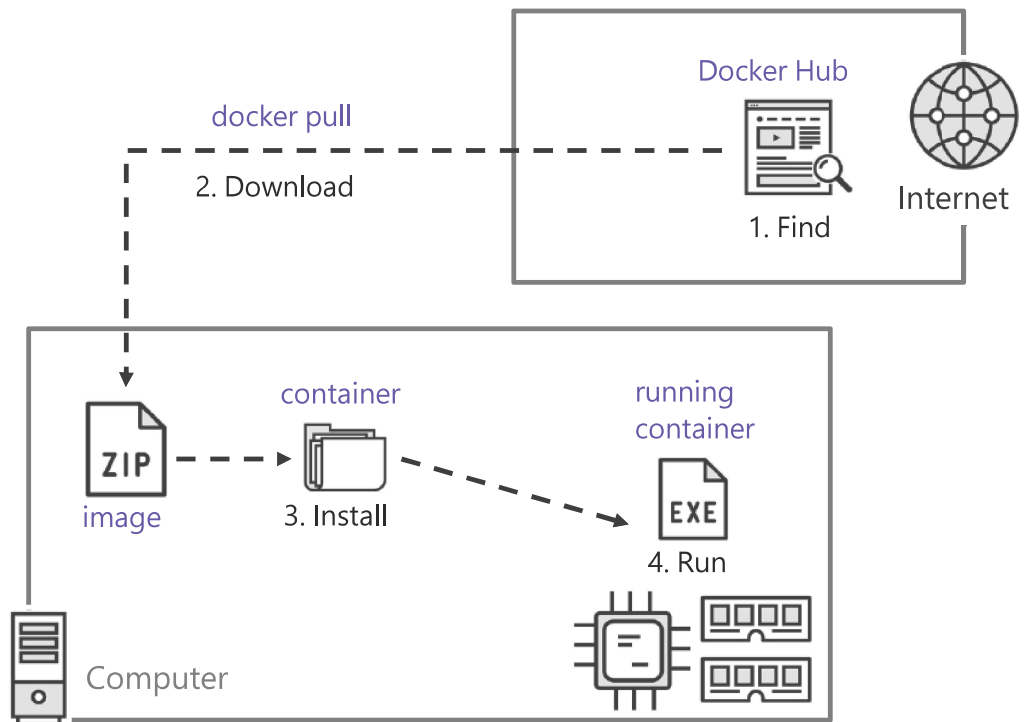 Docker Hub
1. Find
Internet
docker pull
2. Download
ZIP
image
container
3. Install
running
container
EXE
4. Run
Computer